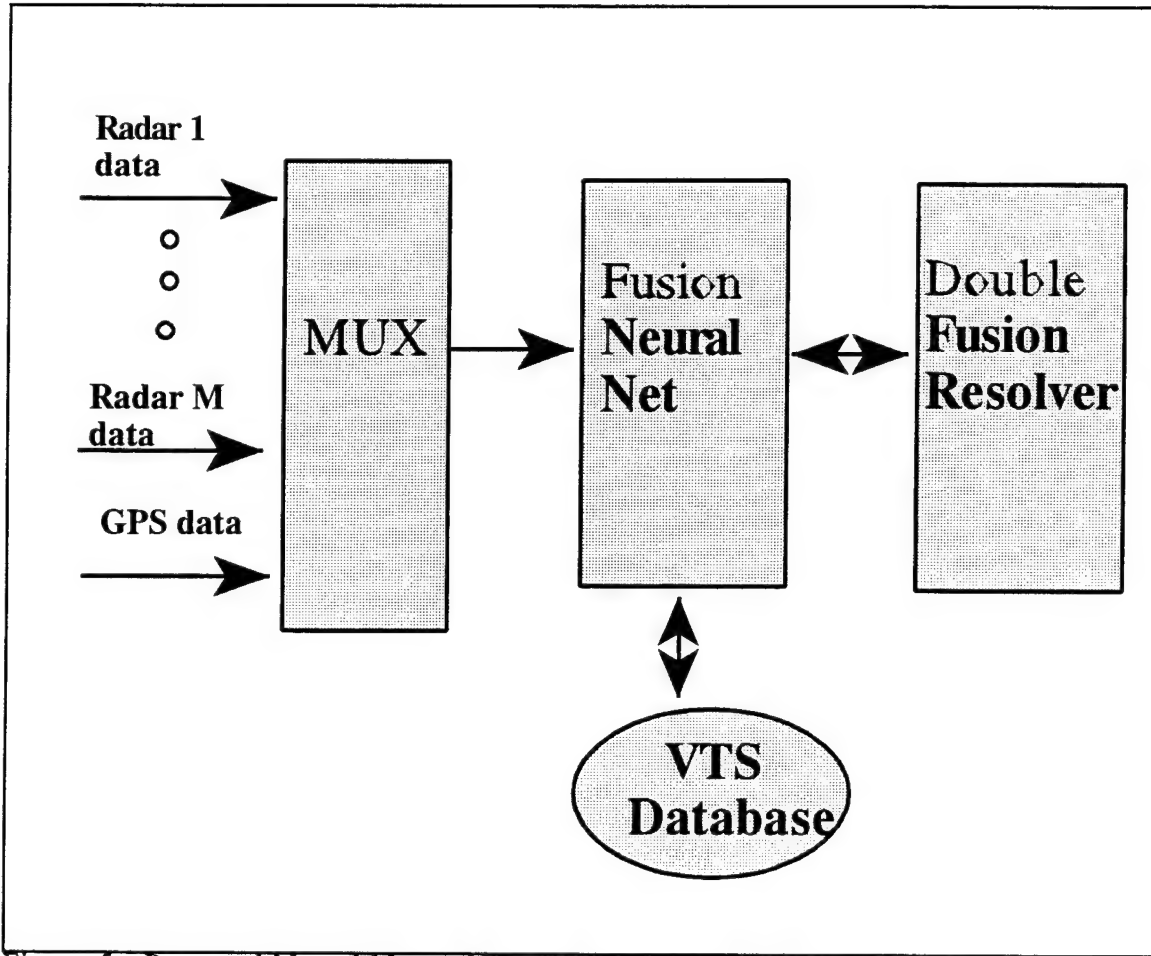 Radar 1
data
Radar M
data
GPS data
MUX
Fusion
Neural
Net
Double
Fusion
Resolver
VTS
Database